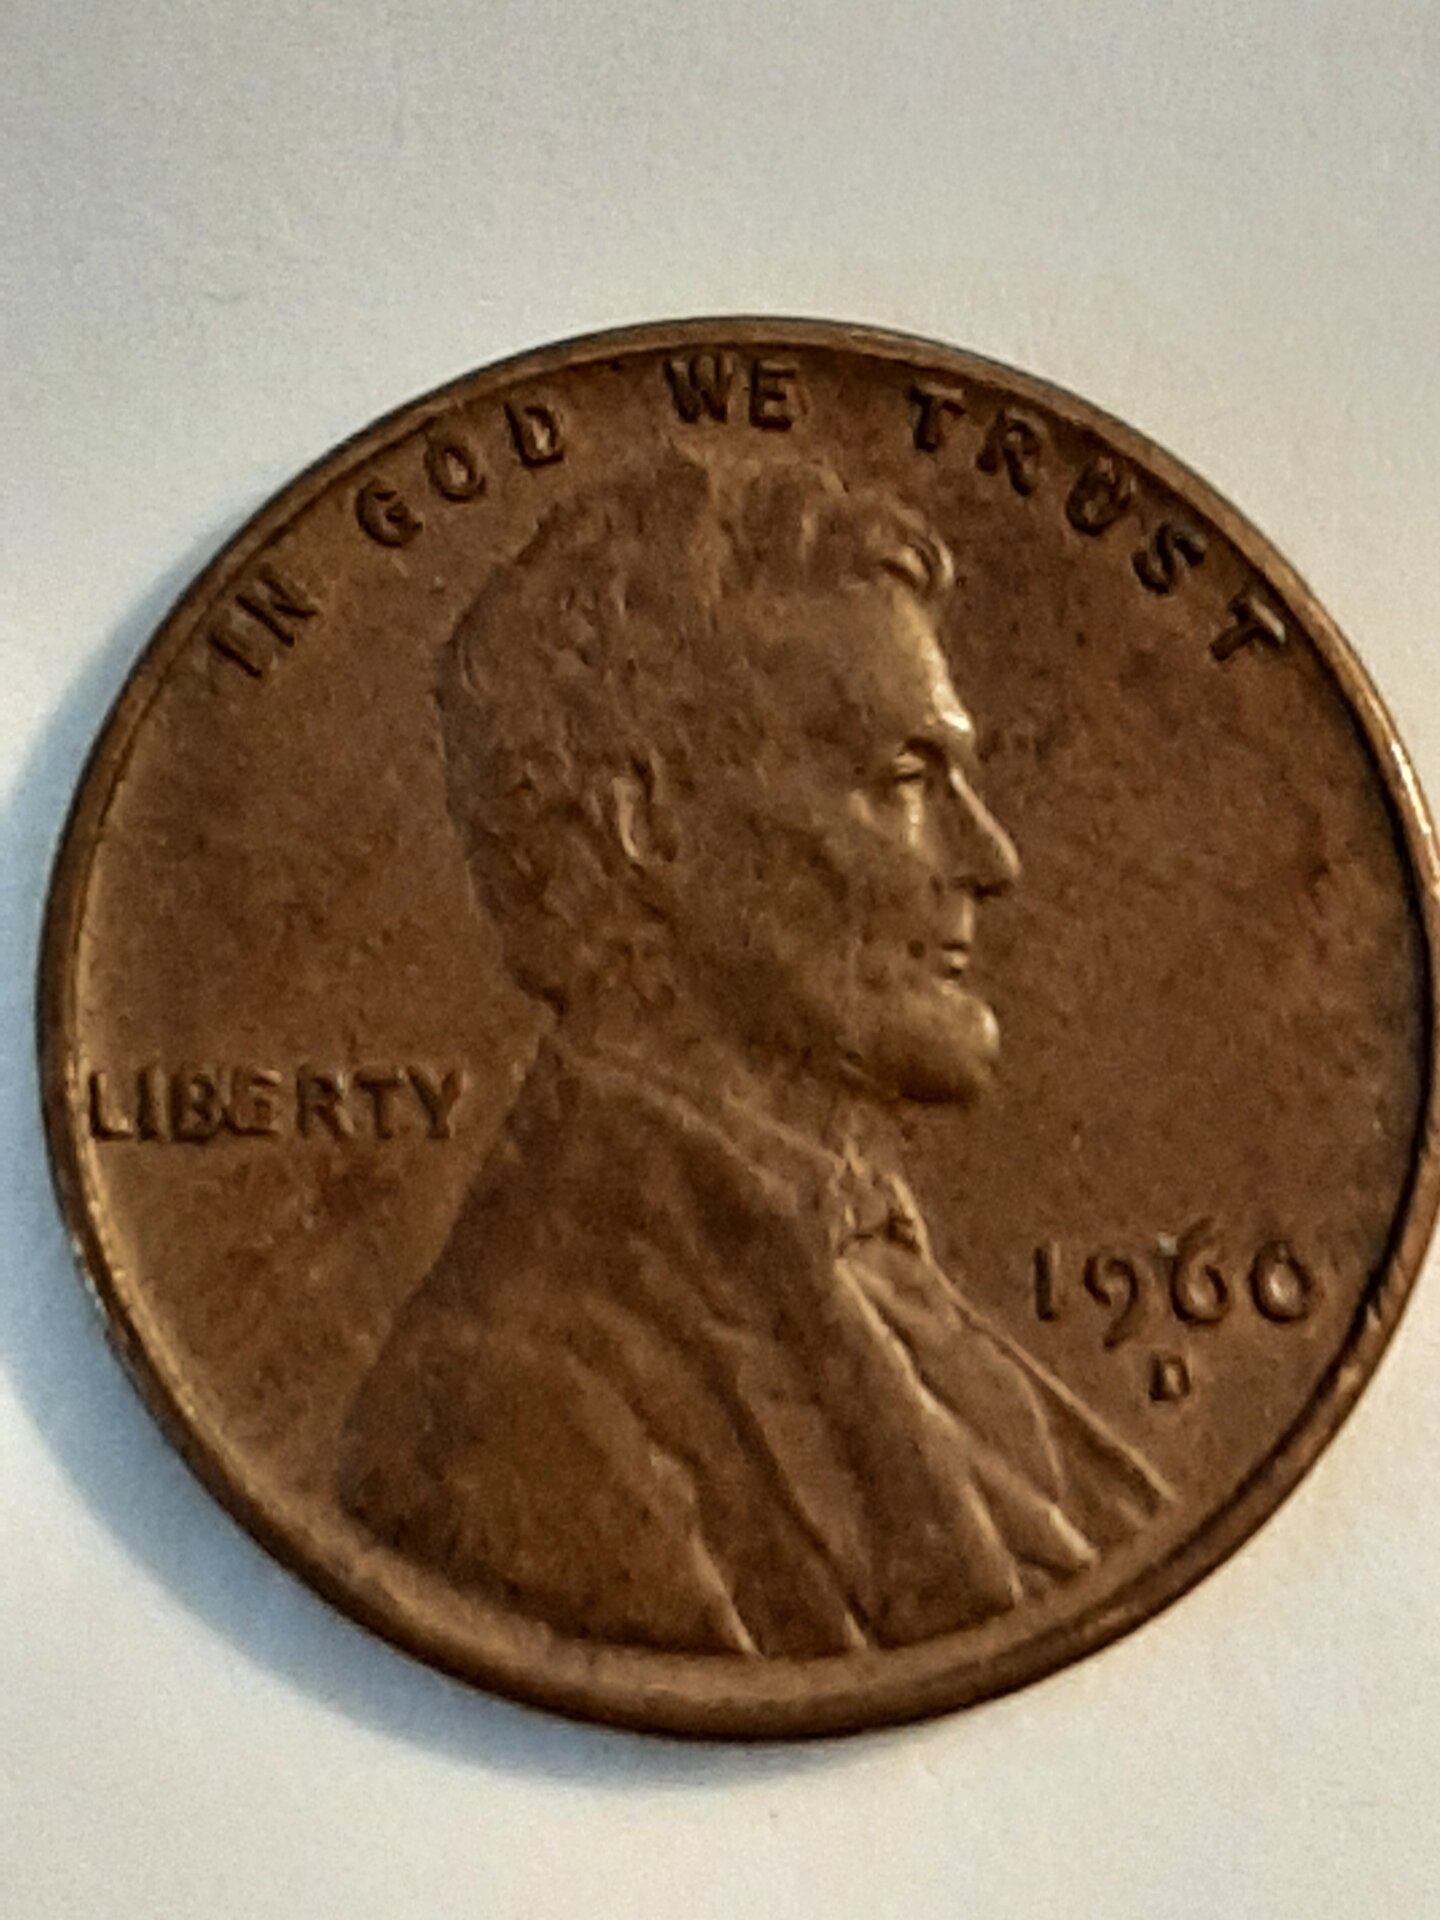 IN GOD WE TRUST
LIBERTY
1960
D